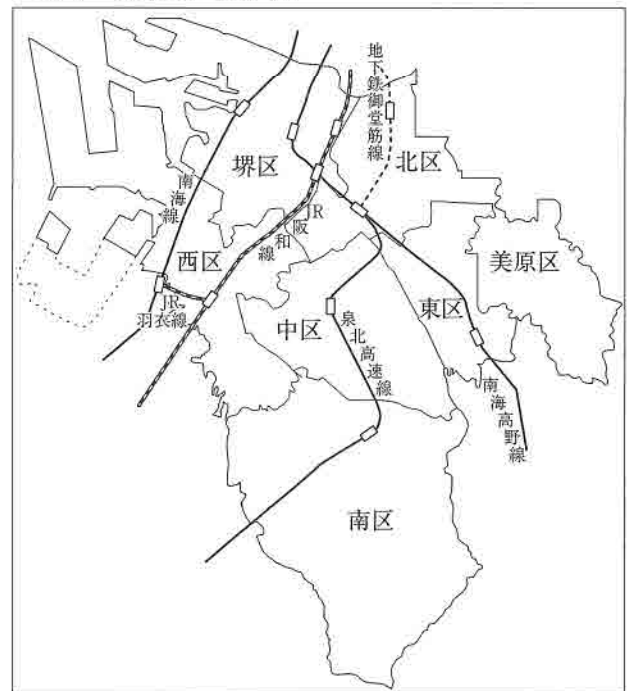 地下鉄御堂筋線
北区
堺区
南海線
JR阪和線
西区
美原区
東区
JR
羽衣線
中区
泉北高速線
南海高野線
南区